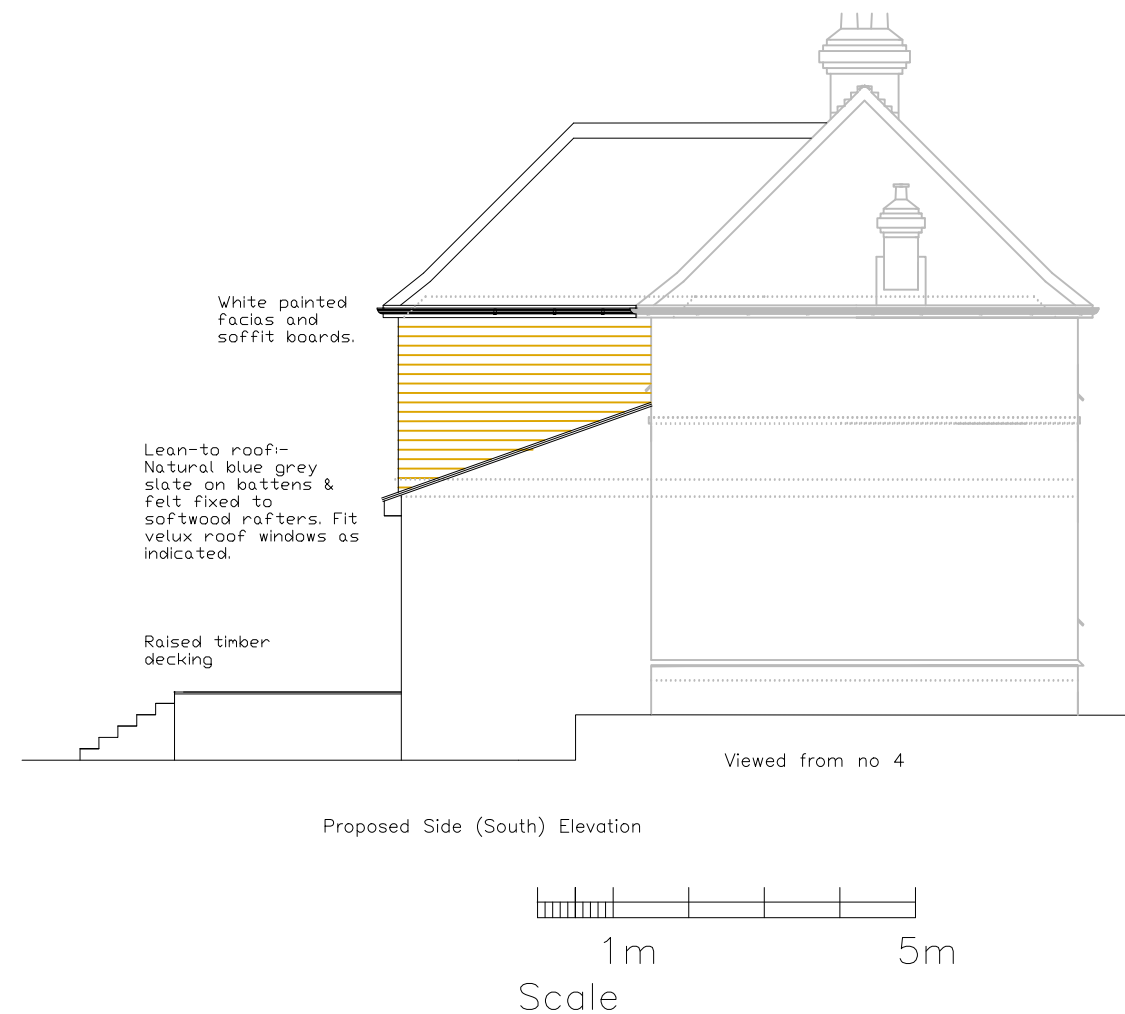 White painted
facias and
soffit boards.
Lean-to roof:-
Natural blue grey
slate on battens &
felt fixed to
softwood rafters. Fit
velux roof windows as
indicated.
Raised timber
decking
Viewed from no 4
Proposed Side (South) Elevation
1m 5m
Scale